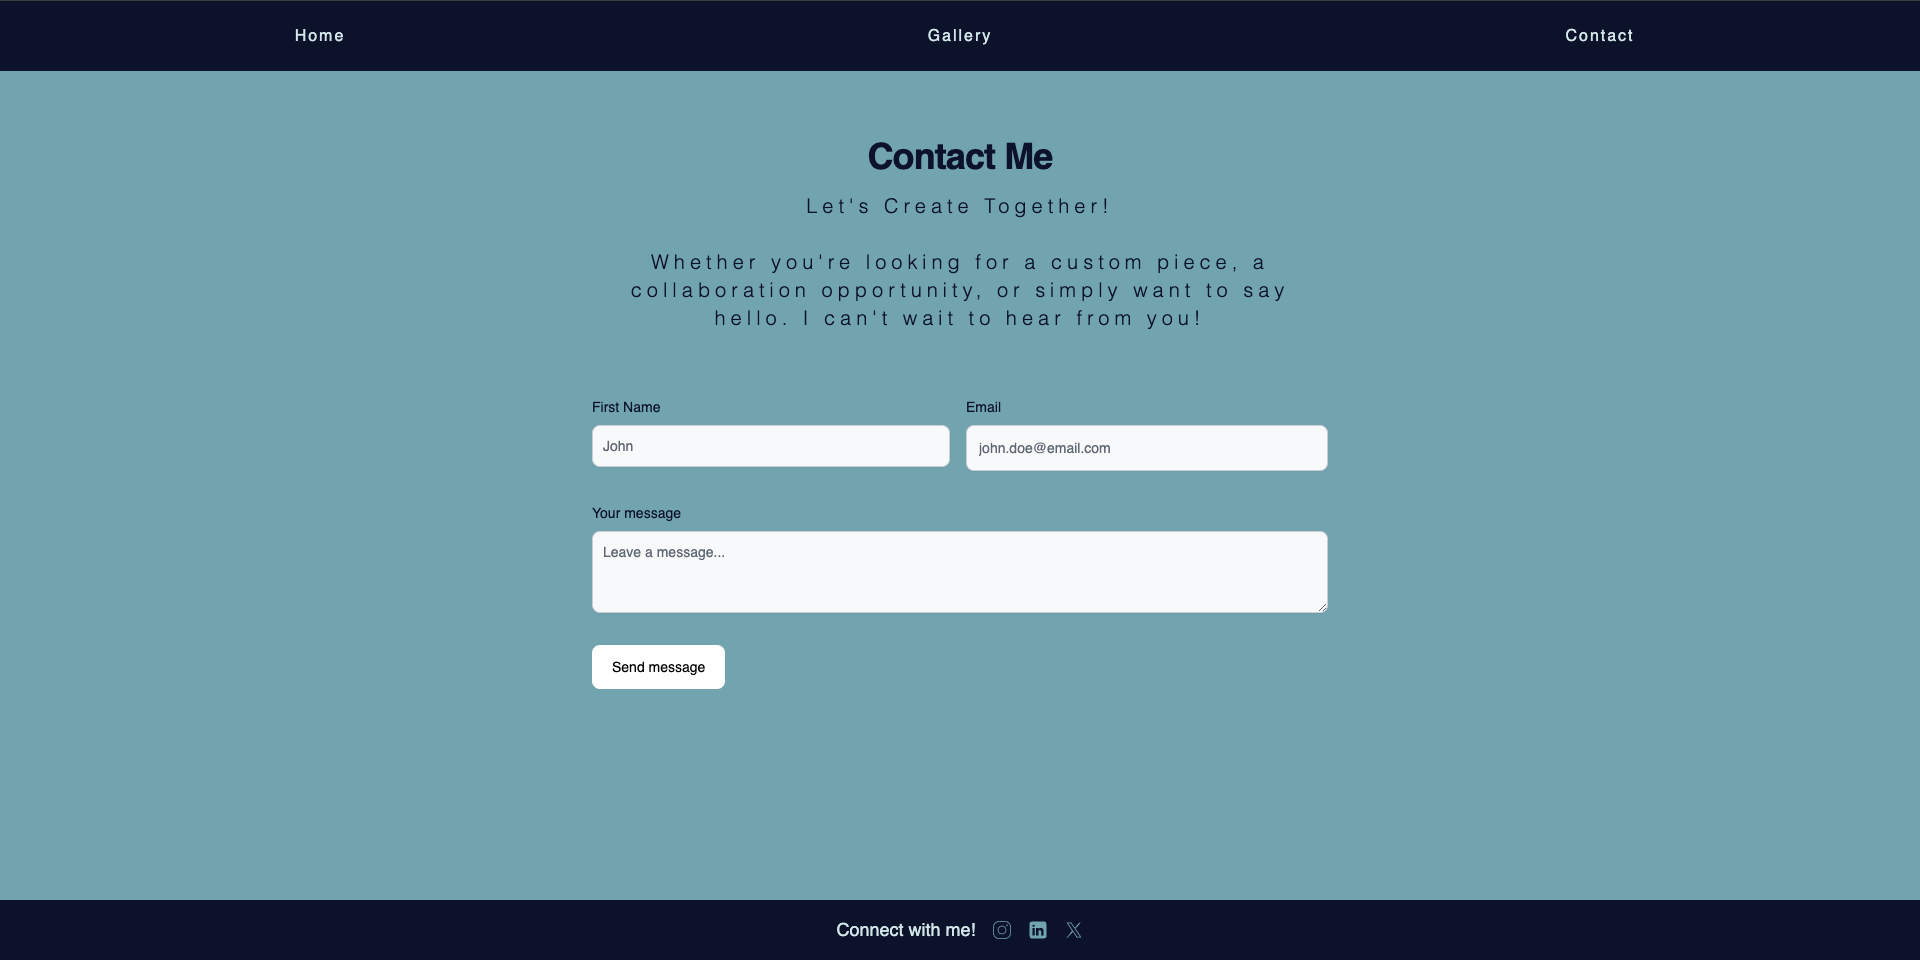 Home Gallery Contact
Contact Me
Let's Create Together!
Whether you're looking for a custom piece, a
collaboration opportunity, or simply want to say
hello. I can't wait to hear from you!
First Name
John
Email
john.doe@email.com
Your message
Leave a message...
Send message
Connect with me!